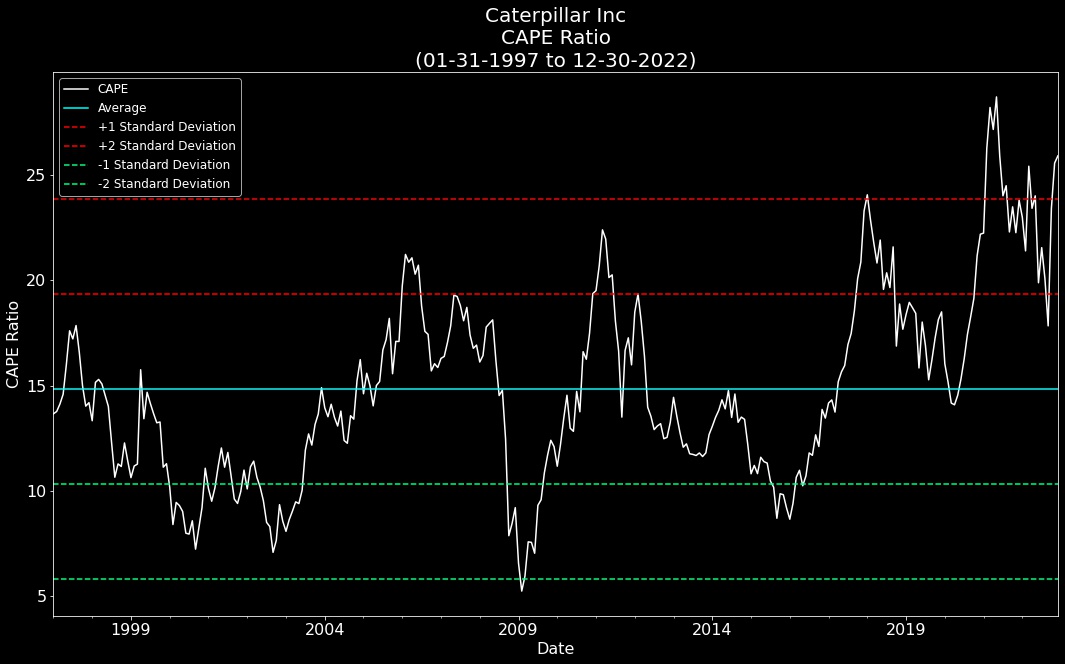 Caterpillar Inc
CAPE Ratio
(01-31-1997 to 12-30-2022)
CAPE
Average
+1 Standard Deviation
+2 Standard Deviation
-1 Standard Deviation
-2 Standard Deviation
CAPE Ratio
25
20
15
10
5
1999
2004
2009
2014
2019
Date